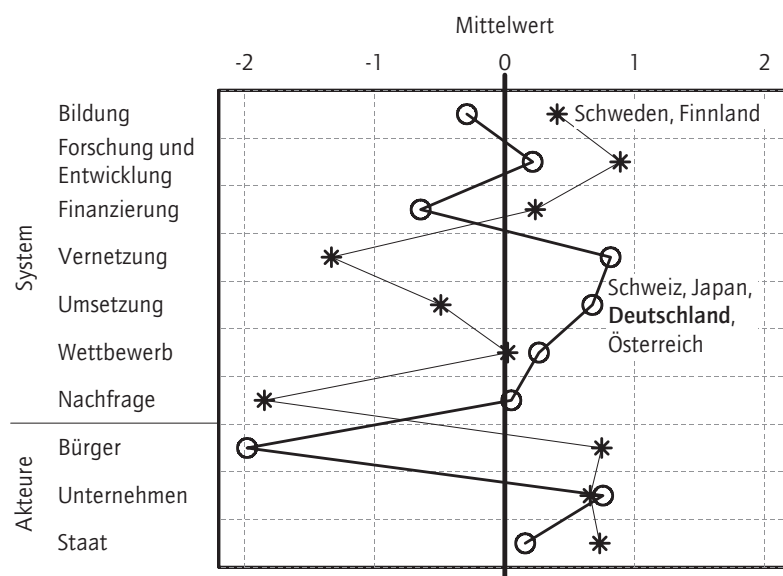 Mittelwert
-2 -1 0 1 2
Bildung
Schweden, Finnland
Forschung und
Entwicklung
Finanzierung
System
Vernetzung
Umsetzung
Schweiz, Japan,
Deutschland,
Österreich
Wettbewerb
Nachfrage
Akteure
Bürger
Unternehmen
Staat